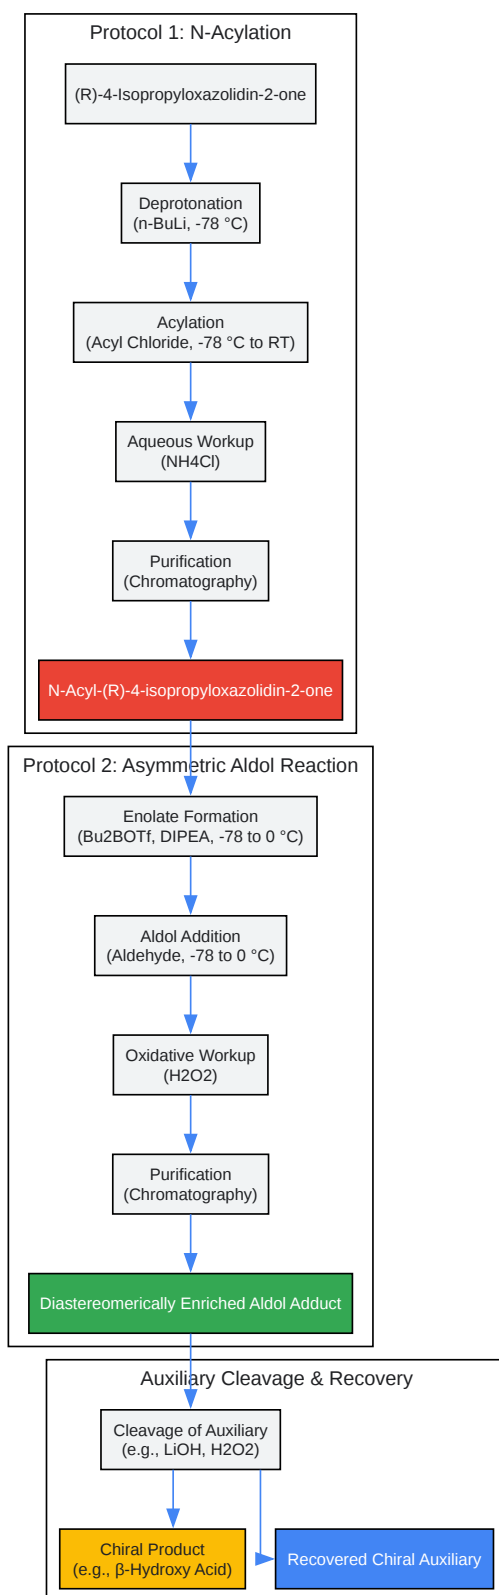 Protocol 1: N-Acylation
(R)-4-Isopropyloxazolidin-2-one
Deprotonation
(n-BuLi, -78 °C)
Acylation
(Acyl Chloride, -78 °C to RT)
Aqueous Workup
(NH4Cl)
Purification
(Chromatography)
N-Acyl-(R)-4-isopropyloxazolidin-2-one
Protocol 2: Asymmetric Aldol Reaction
Enolate Formation
(Bu2BOTf, DIPEA, -78 to 0 °C)
Aldol Addition
(Aldehyde, -78 to 0 °C)
Oxidative Workup
(H2O2)
Purification
(Chromatography)
Diastereomerically Enriched Aldol Adduct
Auxiliary Cleavage & Recovery
Cleavage of Auxiliary
(e.g., LiOH, H2O2)
Chiral Product
(e.g., β-Hydroxy Acid)
Recovered Chiral Auxiliary